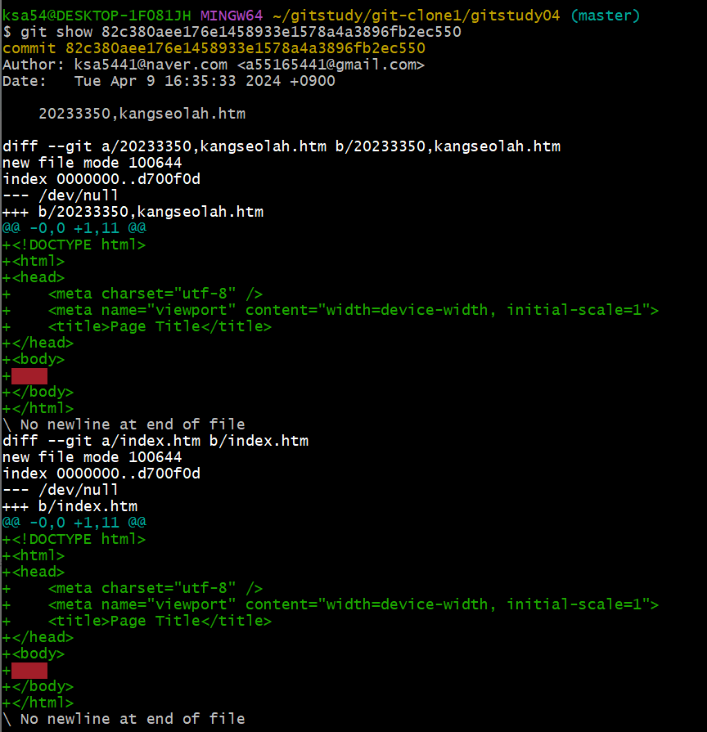 ksa54@DESKTOP-1F081JH MINGW64 ~/gitstudy/git-clone1/gitstudy04 (master)
$ git show 82c380aee176e1458933e1578a4a3896fb2ec550
commit 82c380aee176e1458933e1578a4a3896fb2ec550
Author: ksa5441@naver.com <a55165441@gmail.com>
Date:   Tue Apr 9 16:35:33 2024 +0900

    20233350,kangseolah.htm

diff --git a/20233350,kangseolah.htm b/20233350,kangseolah.htm
new file mode 100644
index 0000000..d700f0d
--- /dev/null
+++ b/20233350,kangseolah.htm
@@ -0,0 +1,11 @@
+<!DOCTYPE html>
+<html>
+<head>
+    <meta charset="utf-8" />
+    <meta name="viewport" content="width=device-width, initial-scale=1">
+    <title>Page Title</title>
+</head>
+<body>
+
+</body>
+</html>
\ No newline at end of file
diff --git a/index.htm b/index.htm
new file mode 100644
index 0000000..d700f0d
--- /dev/null
+++ b/index.htm
@@ -0,0 +1,11 @@
+<!DOCTYPE html>
+<html>
+<head>
+    <meta charset="utf-8" />
+    <meta name="viewport" content="width=device-width, initial-scale=1">
+    <title>Page Title</title>
+</head>
+<body>
+
+</body>
+</html>
\ No newline at end of file